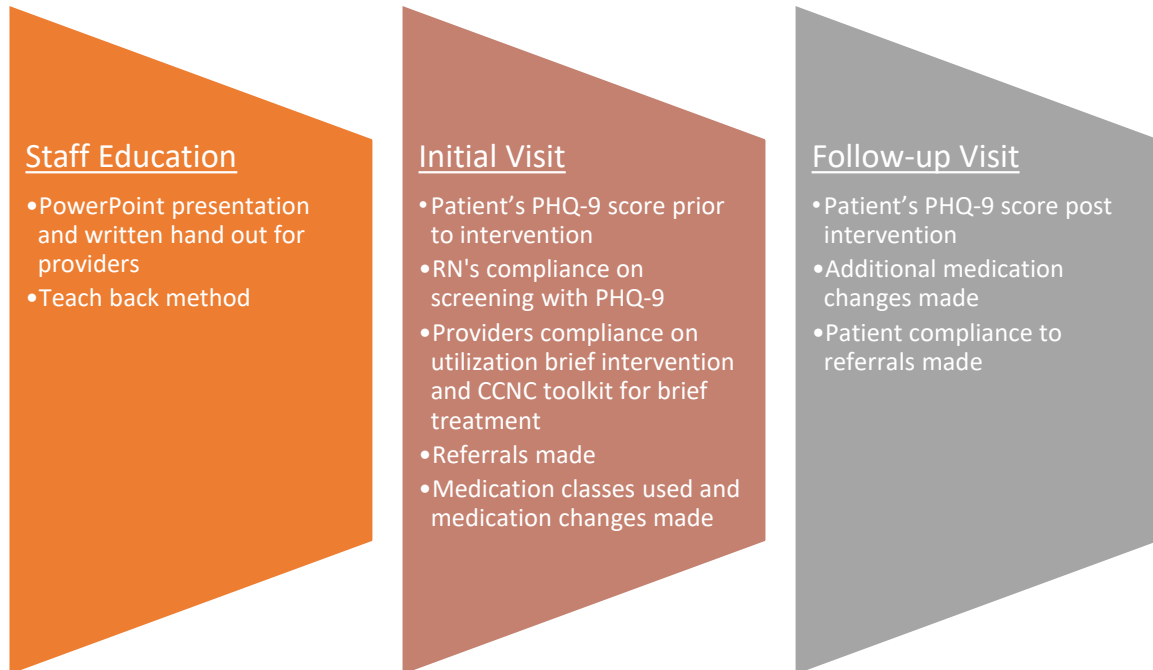 Staff Education
•PowerPoint presentation
and written hand out for
providers
•Teach back method
Initial Visit
•Patient's PHQ-9 score prior
to intervention
•RN's compliance on
screening with PHQ-9
•Providers compliance on
utilization brief intervention
and CCNC toolkit for brief
treatment
•Referrals made
•Medication classes used and
medication changes made
Follow-up Visit
•Patient's PHQ-9 score post
intervention
•Additional medication
changes made
•Patient compliance to
referrals made